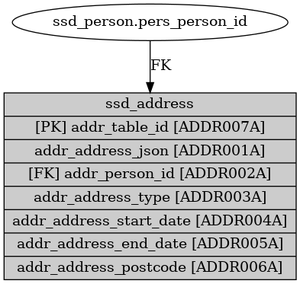 ssd_person.pers_person_id
FK
ssd_address
[PK] addr_table_id [ADDR007A]
addr_address_json [ADDR001A]
[FK] addr_person_id [ADDR002A]
addr_address_type [ADDR003A]
addr_address_start_date [ADDR004A]
addr_address_end_date [ADDR005A]
addr_address_postcode [ADDR006A]